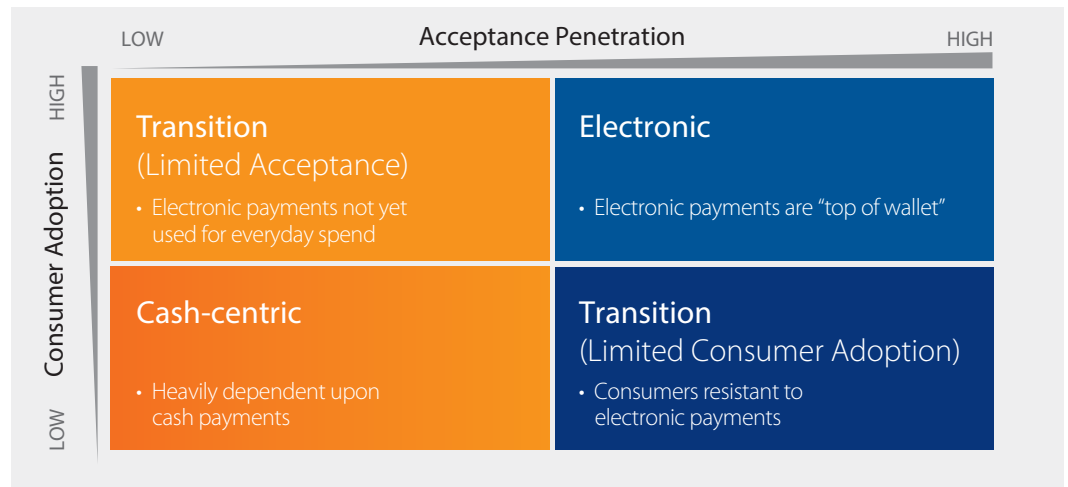 LOW Acceptance Penetration HIGH
HIGH
Consumer Adoption
LOW
Transition
(Limited Acceptance)
• Electronic payments not yet
used for everyday spend
Electronic
• Electronic payments are “top of wallet”
Cash-centric
• Heavily dependent upon
cash payments
Transition
(Limited Consumer Adoption)
• Consumers resistant to
electronic payments